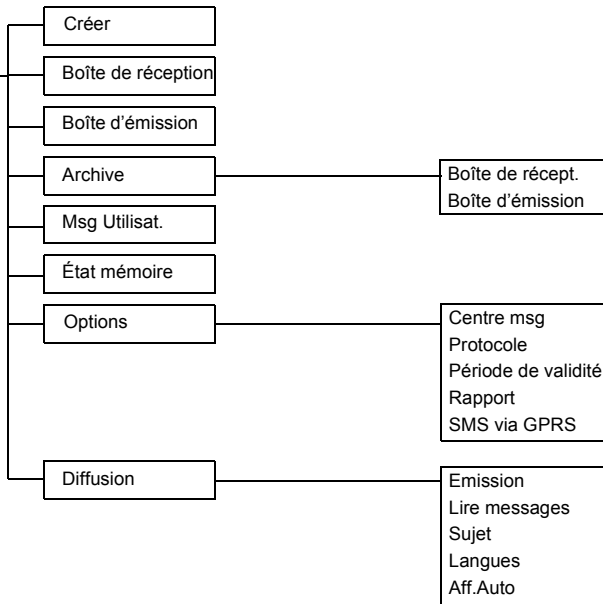 Créer
Boîte de réception
Boîte d'émission
Archive
Boîte de récept.
Boîte d'émission
Msg Utilisat.
État mémoire
Options
Centre msg
Protocole
Période de validité
Rapport
SMS via GPRS
Diffusion
Emission
Lire messages
Sujet
Langues
Aff.Auto